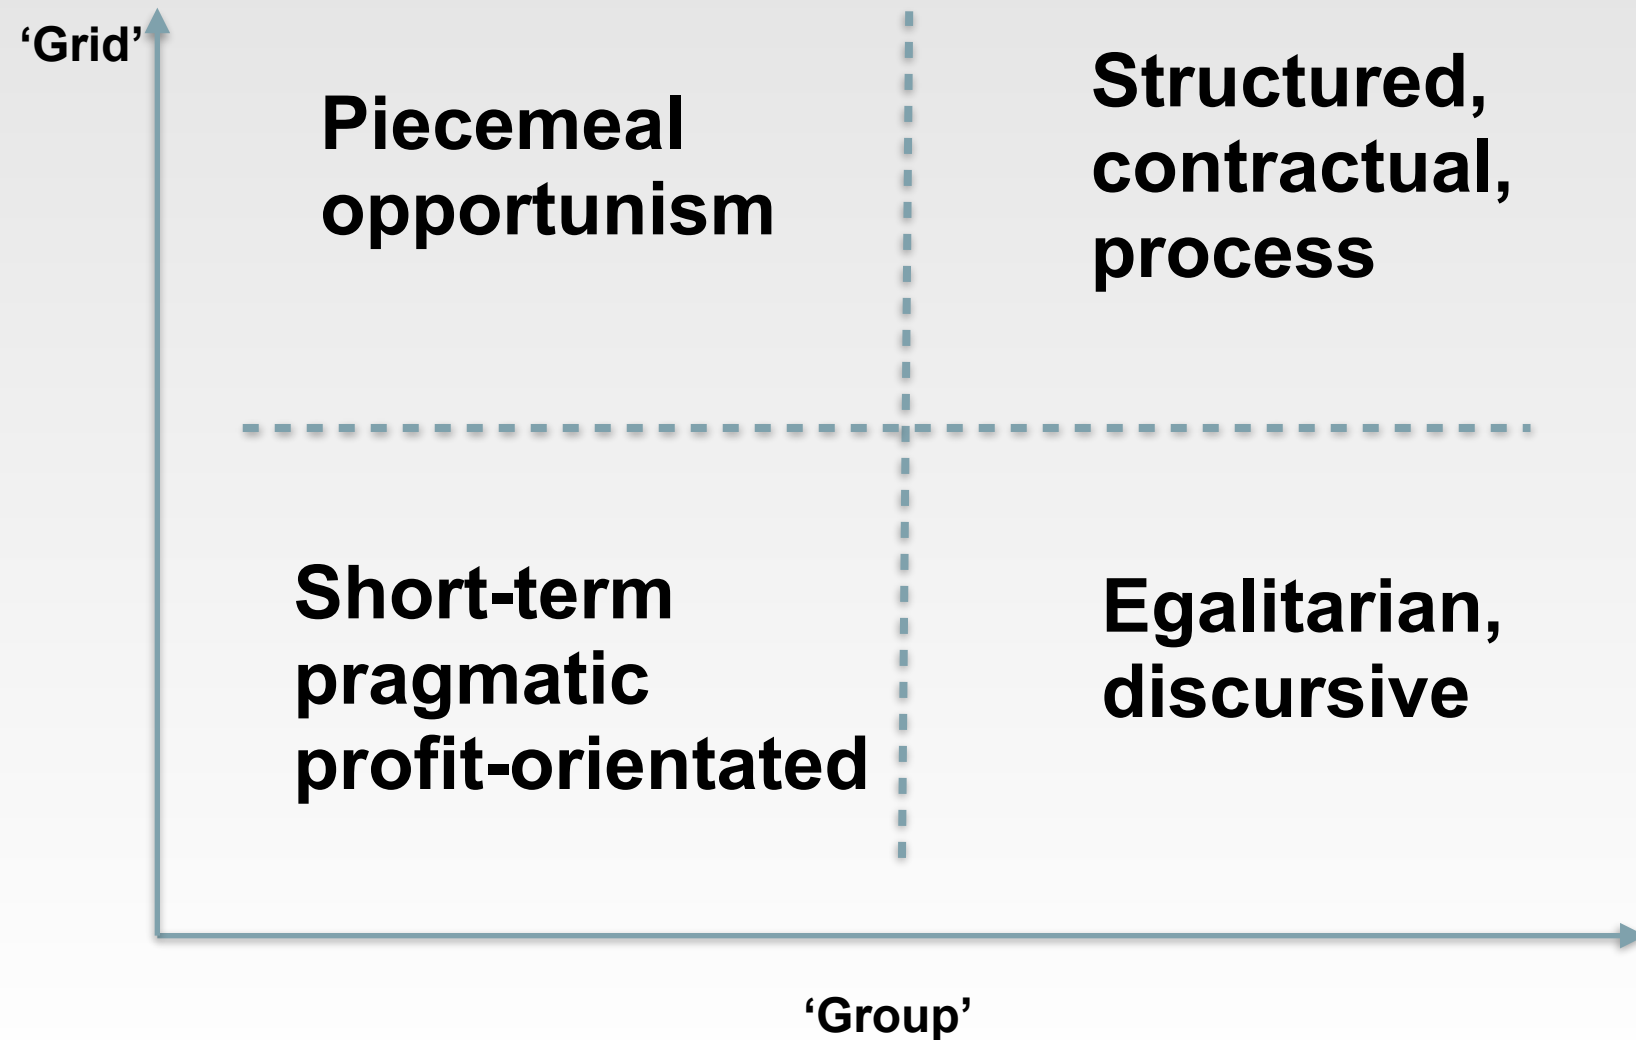 ‘Grid’
Piecemeal
opportunism
Structured,
contractual,
process
Short-term
pragmatic
profit-orientated
Egalitarian,
discursive
‘Group’